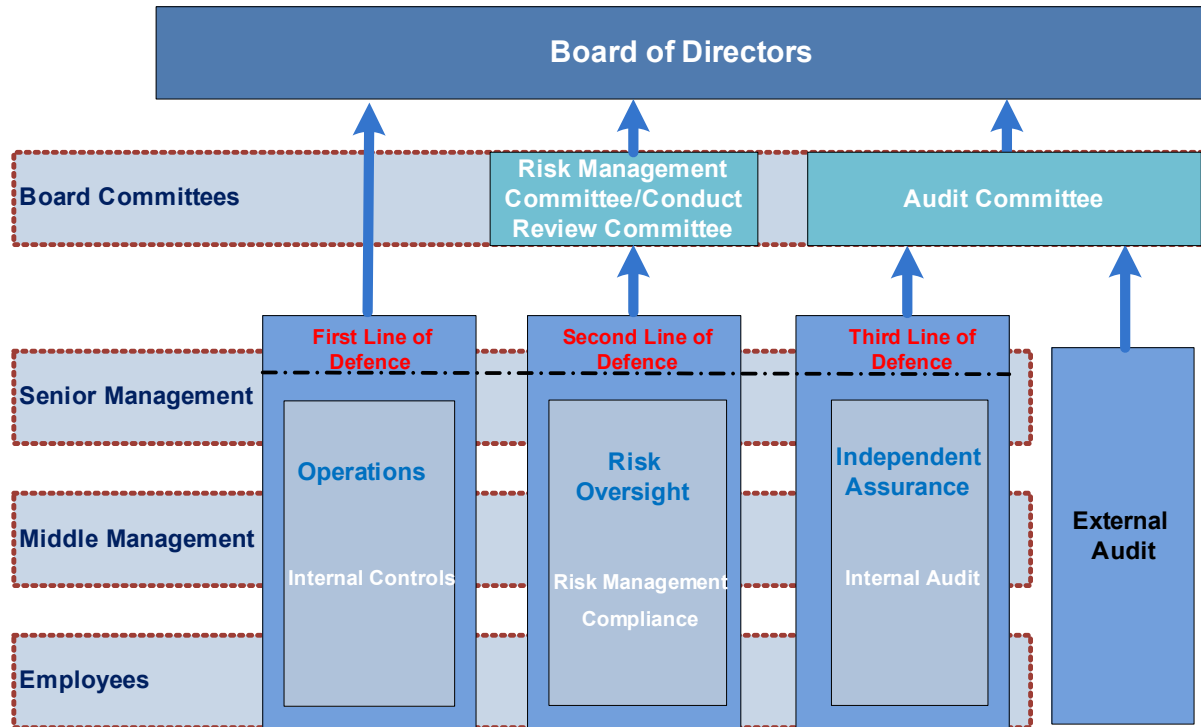 Board of Directors
Board Committees
Risk Management
Committee/Conduct
Review Committee
Audit Committee
First Line of
Defence
Second Line of
Defence
Third Line of
Defence
Senior Management
Operations
Risk
Oversight
Independent
Assurance
Middle Management
Internal Controls
Risk Management
Compliance
Internal Audit
External
Audit
Employees